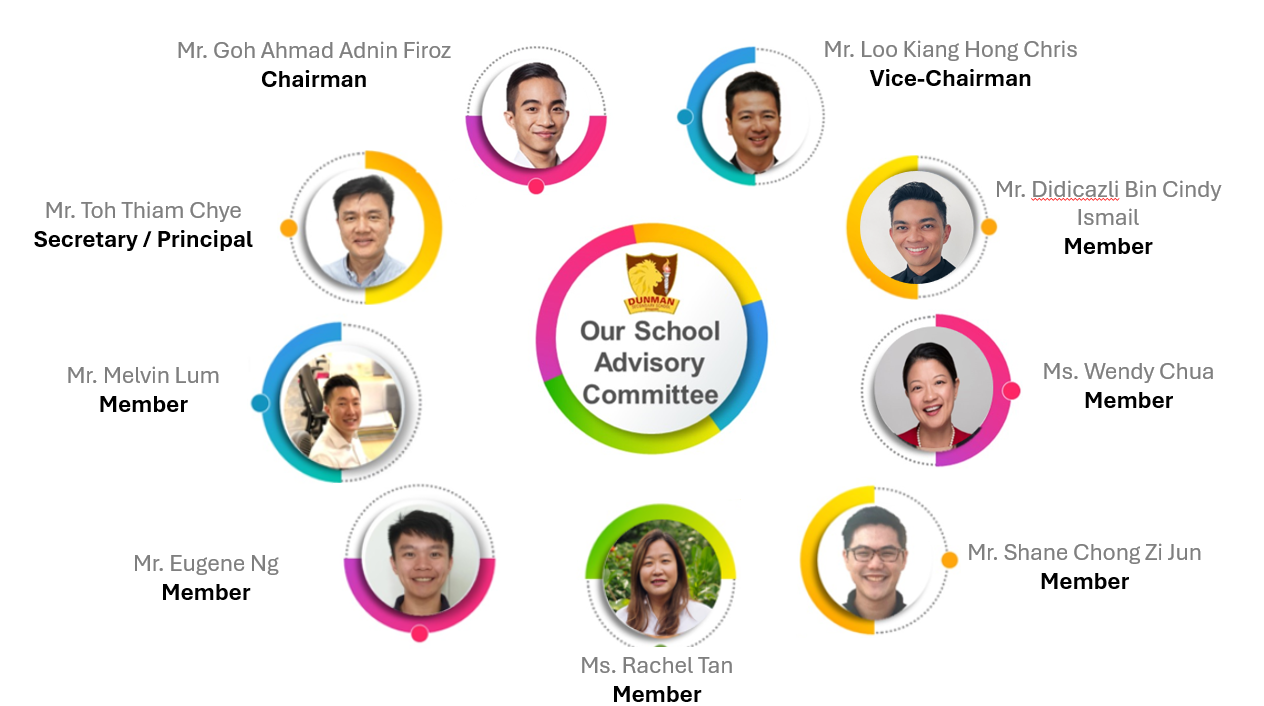 Mr. Goh Ahmad Adnin Firoz
Chairman
Mr. Loo Kiang Hong Chris
Vice-Chairman
Mr. Toh Thiam Chye
Secretary / Principal
Mr. Didicazli Bin Cindy
Ismail
Member
DUNMAN
Our School
Advisory
Committee
Mr. Melvin Lum
Member
Ms. Wendy Chua
Member
Mr. Eugene Ng
Member
Mr. Shane Chong Zi Jun
Member
Ms. Rachel Tan
Member